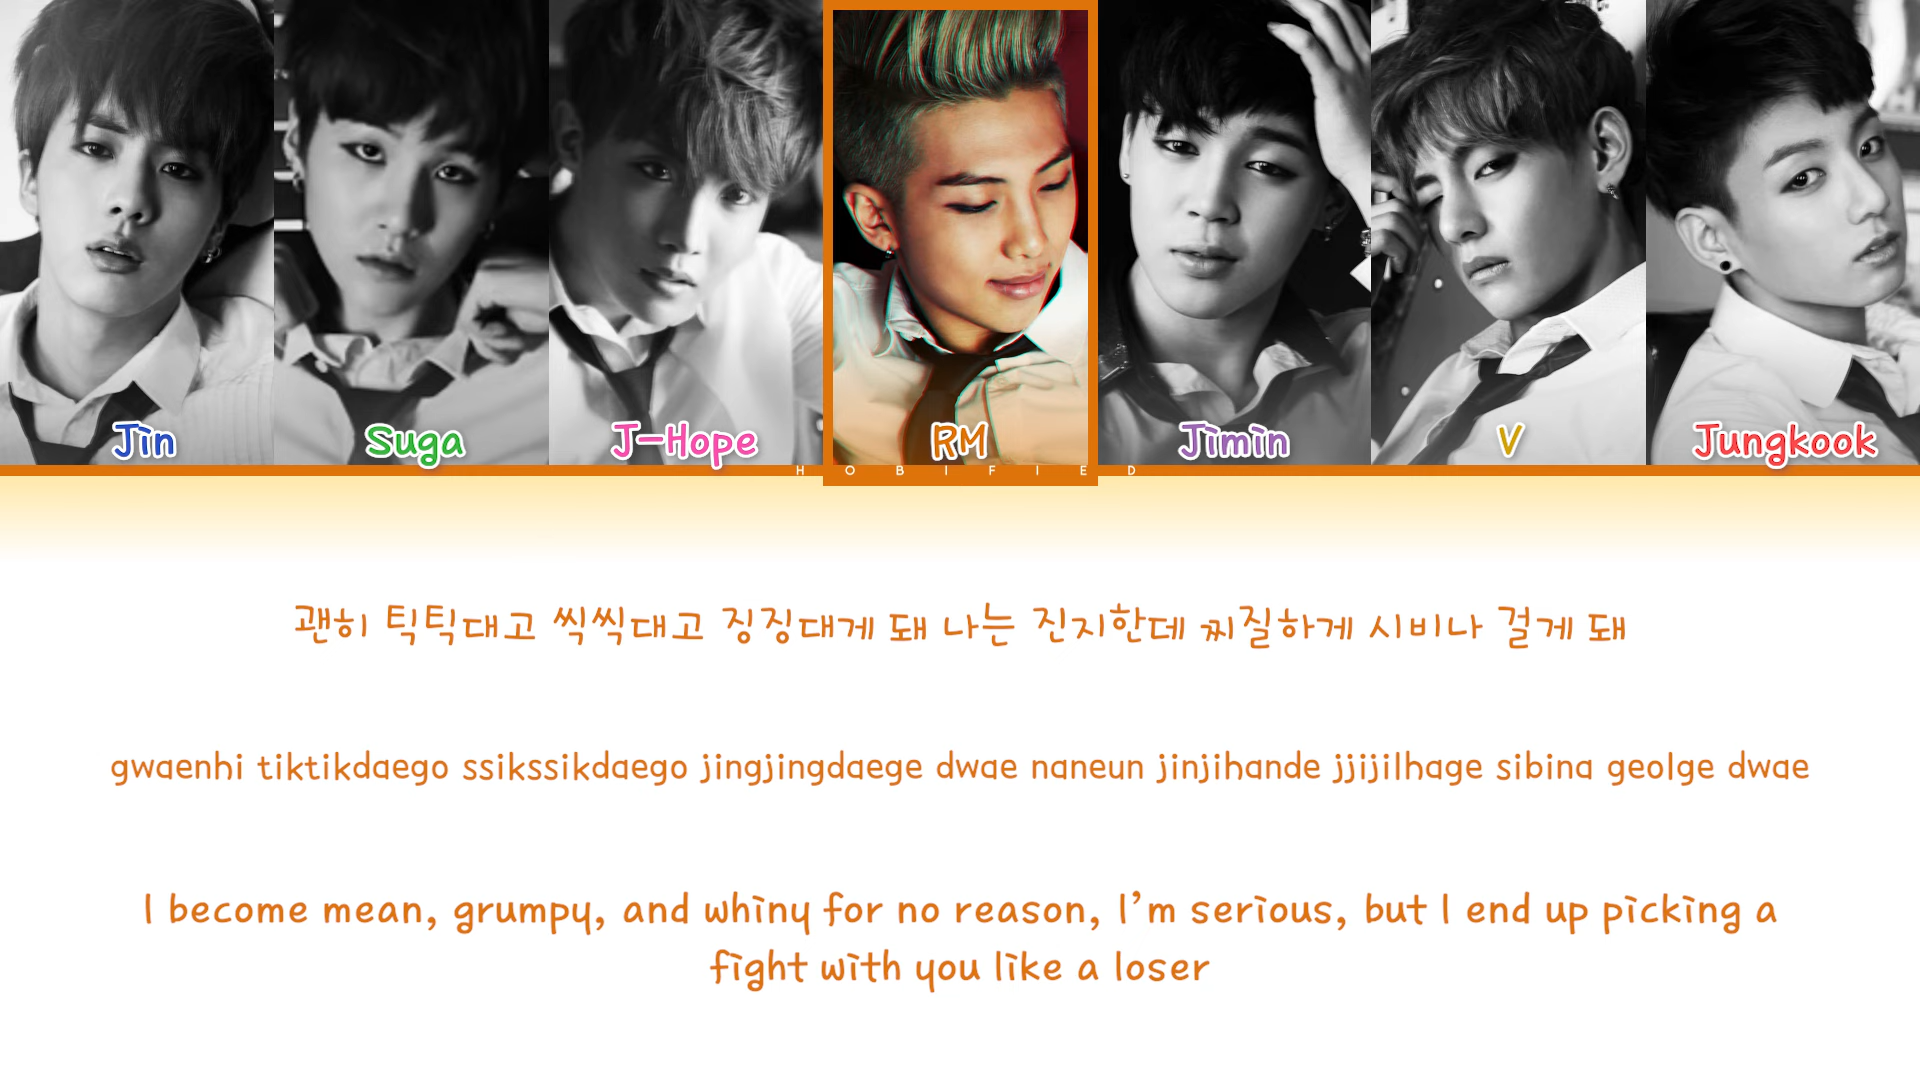 Jin
Suga
J-Hope
RM
Jimin
V
Jungkook
HOBIFIED
괜히 틱틱대고 씩씩대고 징징대게 돼 나는 진지한데 찌질하게 시비나 걸게 돼
gwaenhi tiktikdaego ssikssikdaego jingjingdaege dwae naneun jinjihande jjijilhage sibina geolge dwae
I become mean, grumpy, and whiny for no reason, I’m serious, but I end up picking a
fight with you like a loser